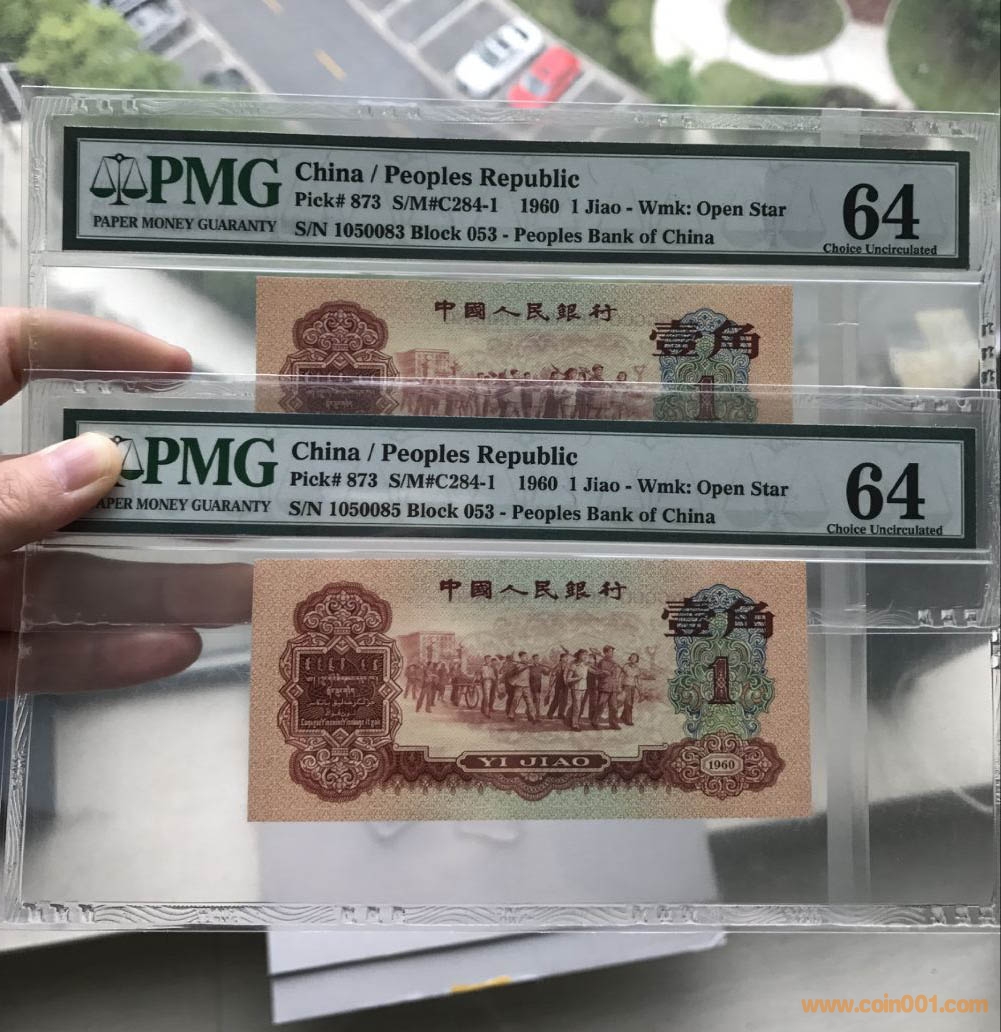 PMG
PAPER MONEY GUARANTY
China / Peoples Republic
Pick# 873 S/M#C284-1 1960 1 Jiao - Wmk: Open Star
S/N 1050083 Block 053 - Peoples Bank of China
64
Choice Uncirculated
中國人民銀行
壹角
1
PMG
APER MONEY GUARANTY
China / Peoples Republic
Pick# 873 S/M#C284-1 1960 1 Jiao - Wmk: Open Star
S/N 1050085 Block 053 - Peoples Bank of China
64
Choice Uncirculated
中國人民銀行
壹角
1
YI JIAO
1960
www.coin001.com